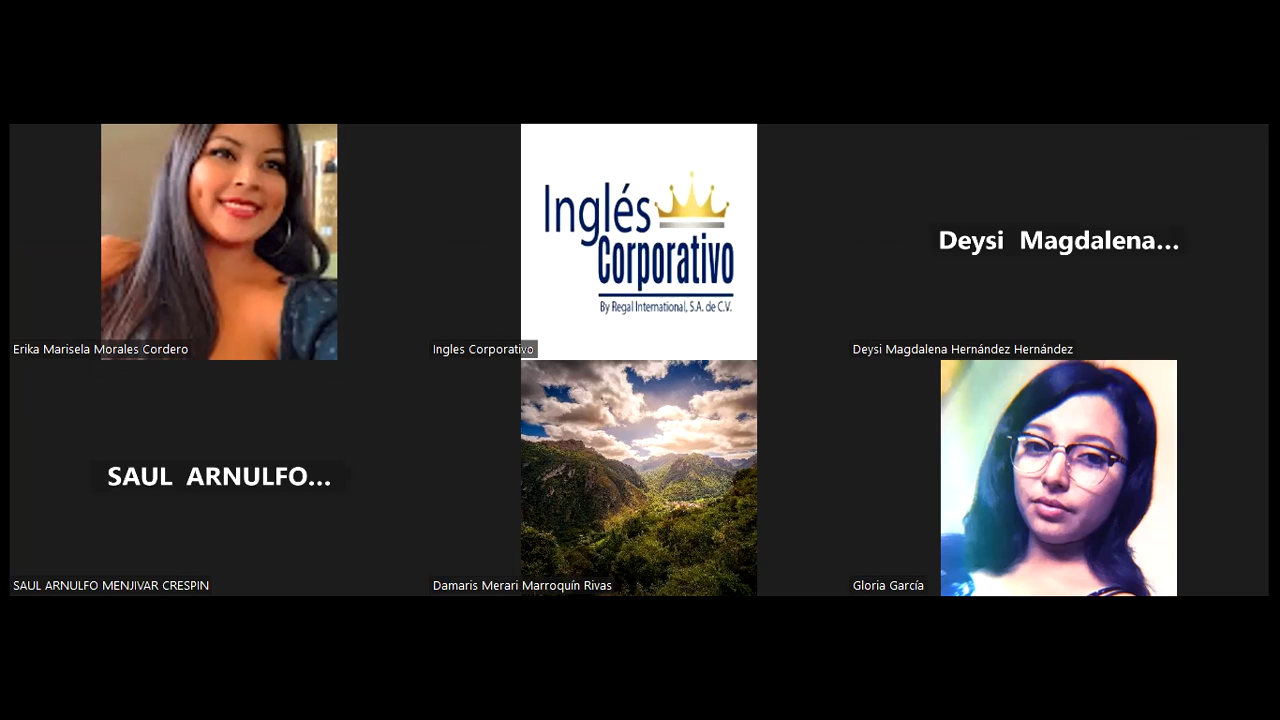 Inglés
Corporativo
By Regal International, S.A. de C.V.
Deysi Magdalena...
Erika Marisela Morales Cordero
Ingles Corporativo
Deysi Magdalena Hernández Hernández
SAUL ARNULFO...
SAUL ARNULFO MENJIVAR CRESPIN
Damaris Merari Marroquín Rivas
Gloria García